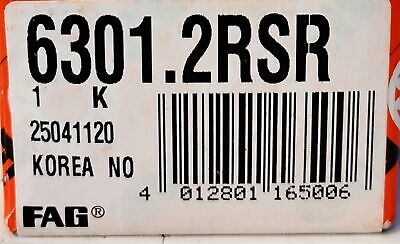 6301.2RSR
1 K
25041120
KOREA NO
4 012801 165006
FAG®